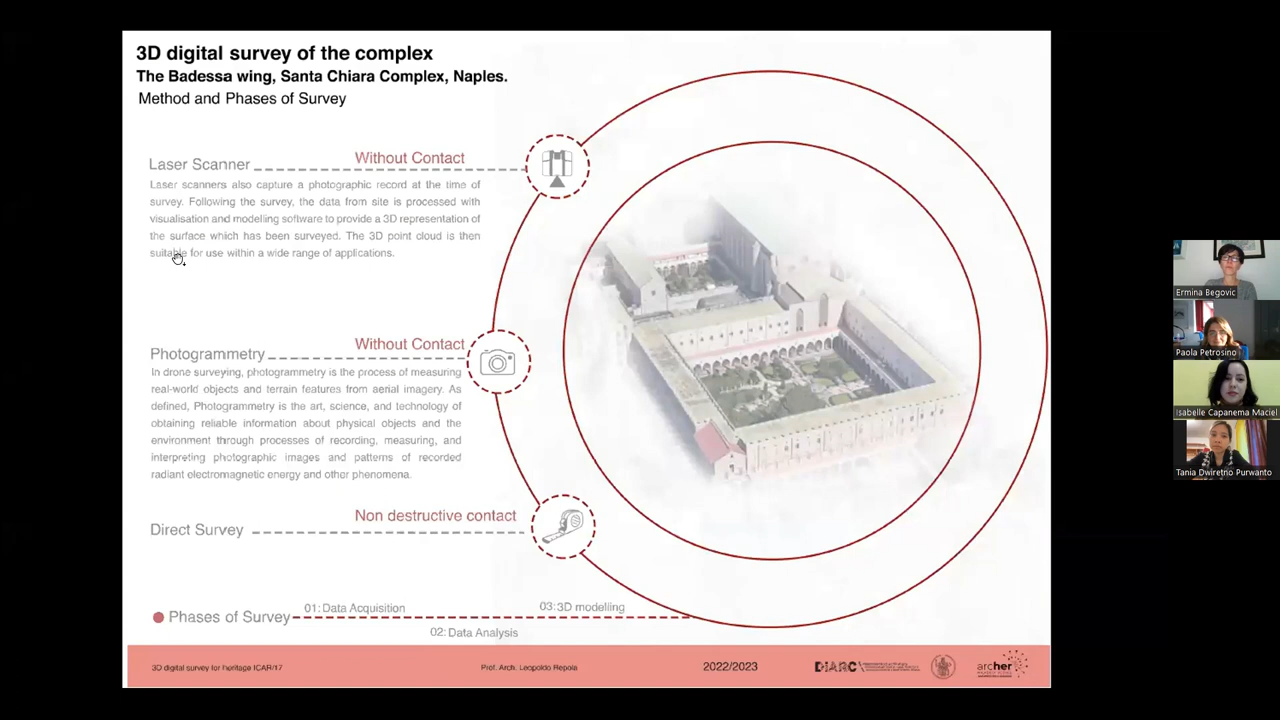 3D digital survey of the complex
The Badessa wing, Santa Chiara Complex, Naples.
Method and Phases of Survey
Laser Scanner
Without Contact
Laser scanners also capture a photographic record at the time of
survey. Following the survey, the data from site is processed with
visualisation and modelling software to provide a 3D representation of
the surface which has been surveyed. The 3D point cloud is then
suitable for use within a wide range of applications.
Photogrammetry
Without Contact
In drone surveying, photogrammetry is the process of measuring
real-world objects and terrain features from aerial imagery. As
defined, Photogrammetry is the art, science, and technology of
obtaining reliable information about physical objects and the
environment through processes of recording, measuring, and
interpreting photographic images and patterns of recorded
radiant electromagnetic energy and other phenomena.
Direct Survey
Non destructive contact
Phases of Survey
01: Data Acquisition
02: Data Analysis
03: 3D modelling
3D digital survey for heritage ICAR/17
Prof. Arch. Leopoldo Repola
2022/2023
DiARC
archer
Ermina Begovic
Paola Petrosino
Isabelle Capanema Maciel
Tania Dwiretno Purwanto